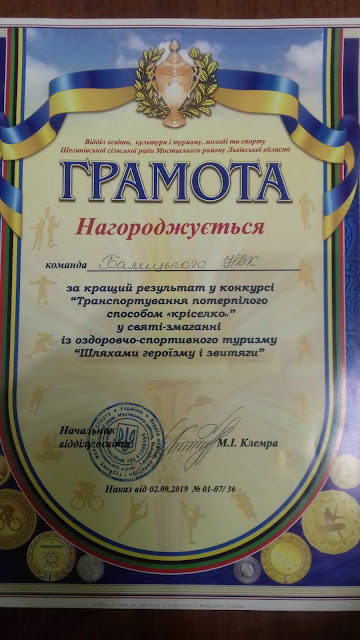 Відділ освіти, культури і туризму, молоді та спорту
Шегинівської сільської ради Мостиського району Львівської області
ГРАМОТА
Нагороджується
команда Балицького НВК
за кращий результат у конкурсі
"Транспортування потерпілого
способом «кріселко»"
у святі-змаганні
із оздоровчо-спортивного туризму
"Шляхами героїзму і звитяги"
Начальник
відділу освіти М.І. Клемра
Наказ від 02.09.2019 № 01-07/36